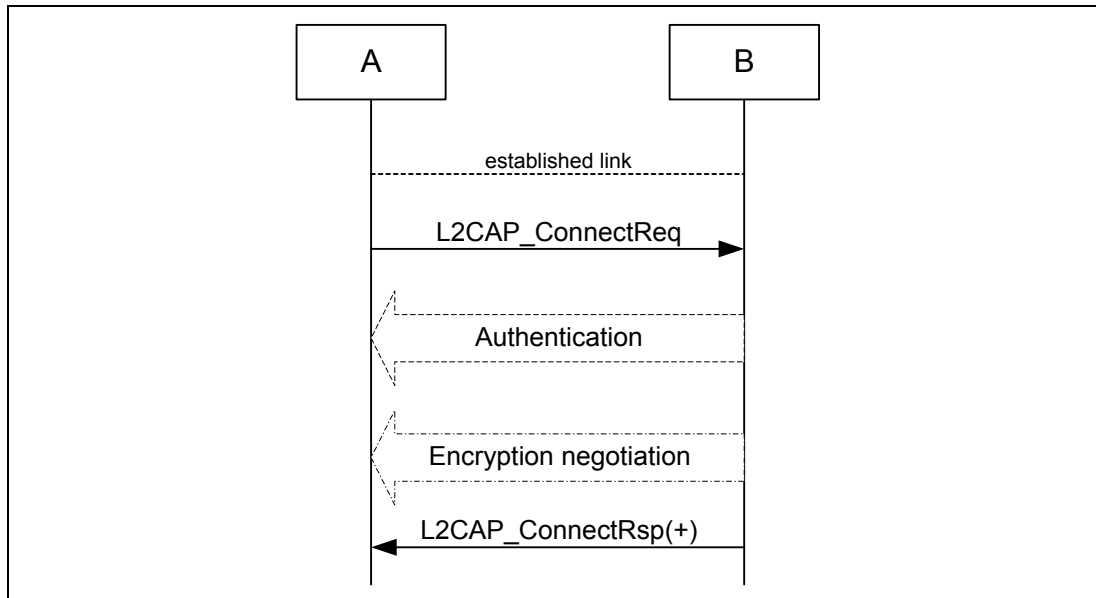 A
B
established link
L2CAP_ConnectReq
Authentication
Encryption negotiation
L2CAP_ConnectRsp(+)